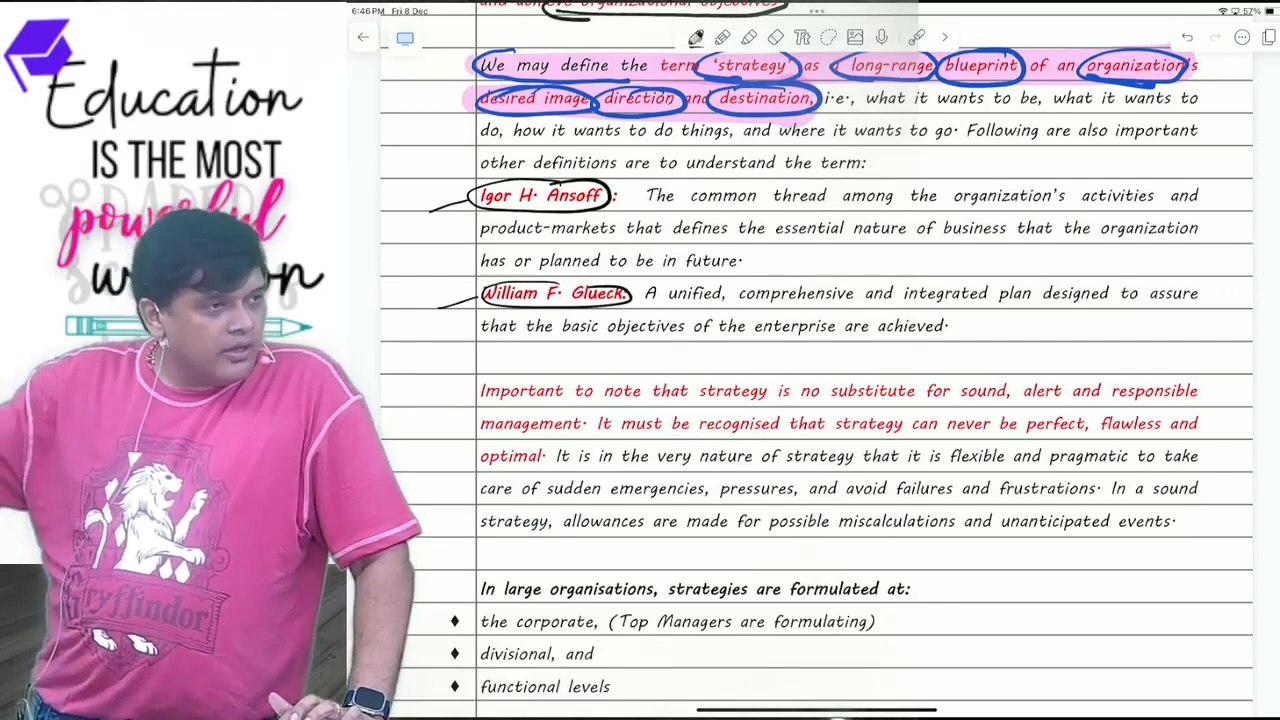 Education
IS THE MOST
powerful
Gryffindor
6:46 PM Fri 8 Dec
57%
and achieve organizational objectives
We may define the term ‘strategy’ as a long-range blueprint of an organization's
desired image, direction and destination, i·e·, what it wants to be, what it wants to
do, how it wants to do things, and where it wants to go· Following are also important
other definitions are to understand the term:
Igor H· Ansoff : The common thread among the organization’s activities and
product-markets that defines the essential nature of business that the organization
has or planned to be in future·
William F· Glueck: A unified, comprehensive and integrated plan designed to assure
that the basic objectives of the enterprise are achieved·
Important to note that strategy is no substitute for sound, alert and responsible
management· It must be recognised that strategy can never be perfect, flawless and
optimal· It is in the very nature of strategy that it is flexible and pragmatic to take
care of sudden emergencies, pressures, and avoid failures and frustrations· In a sound
strategy, allowances are made for possible miscalculations and unanticipated events·
In large organisations, strategies are formulated at:
♦ the corporate, (Top Managers are formulating)
♦ divisional, and
♦ functional levels